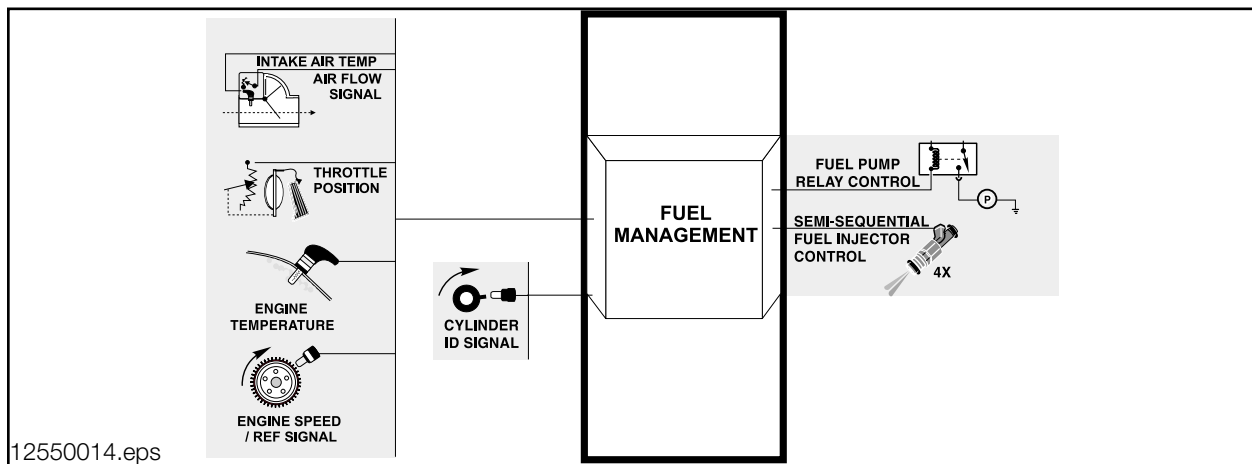 INTAKE AIR TEMP
AIR FLOW
SIGNAL
THROTTLE
POSITION
ENGINE
TEMPERATURE
ENGINE SPEED
/ REF SIGNAL
CYLINDER
ID SIGNAL
FUEL
MANAGEMENT
FUEL PUMP
RELAY CONTROL
P
SEMI-SEQUENTIAL
FUEL INJECTOR
CONTROL
4X
12550014.eps